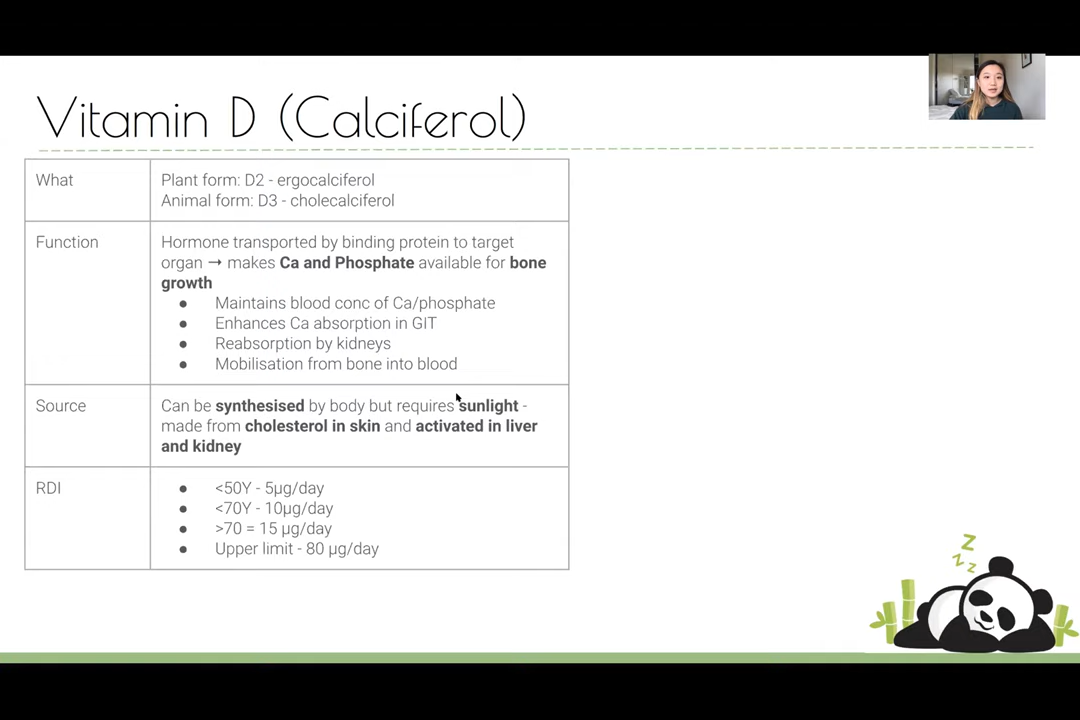 Vitamin D (Calciferol)
What
Plant form: D2 - ergocalciferol
Animal form: D3 - cholecalciferol
Function
Hormone transported by binding protein to target
organ → makes Ca and Phosphate available for bone
growth
● Maintains blood conc of Ca/phosphate
● Enhances Ca absorption in GIT
● Reabsorption by kidneys
● Mobilisation from bone into blood
Source
Can be synthesised by body but requires sunlight -
made from cholesterol in skin and activated in liver
and kidney
RDI
● <50Y - 5µg/day
● <70Y - 10µg/day
● >70 = 15 µg/day
● Upper limit - 80 µg/day
Z
Z
Z